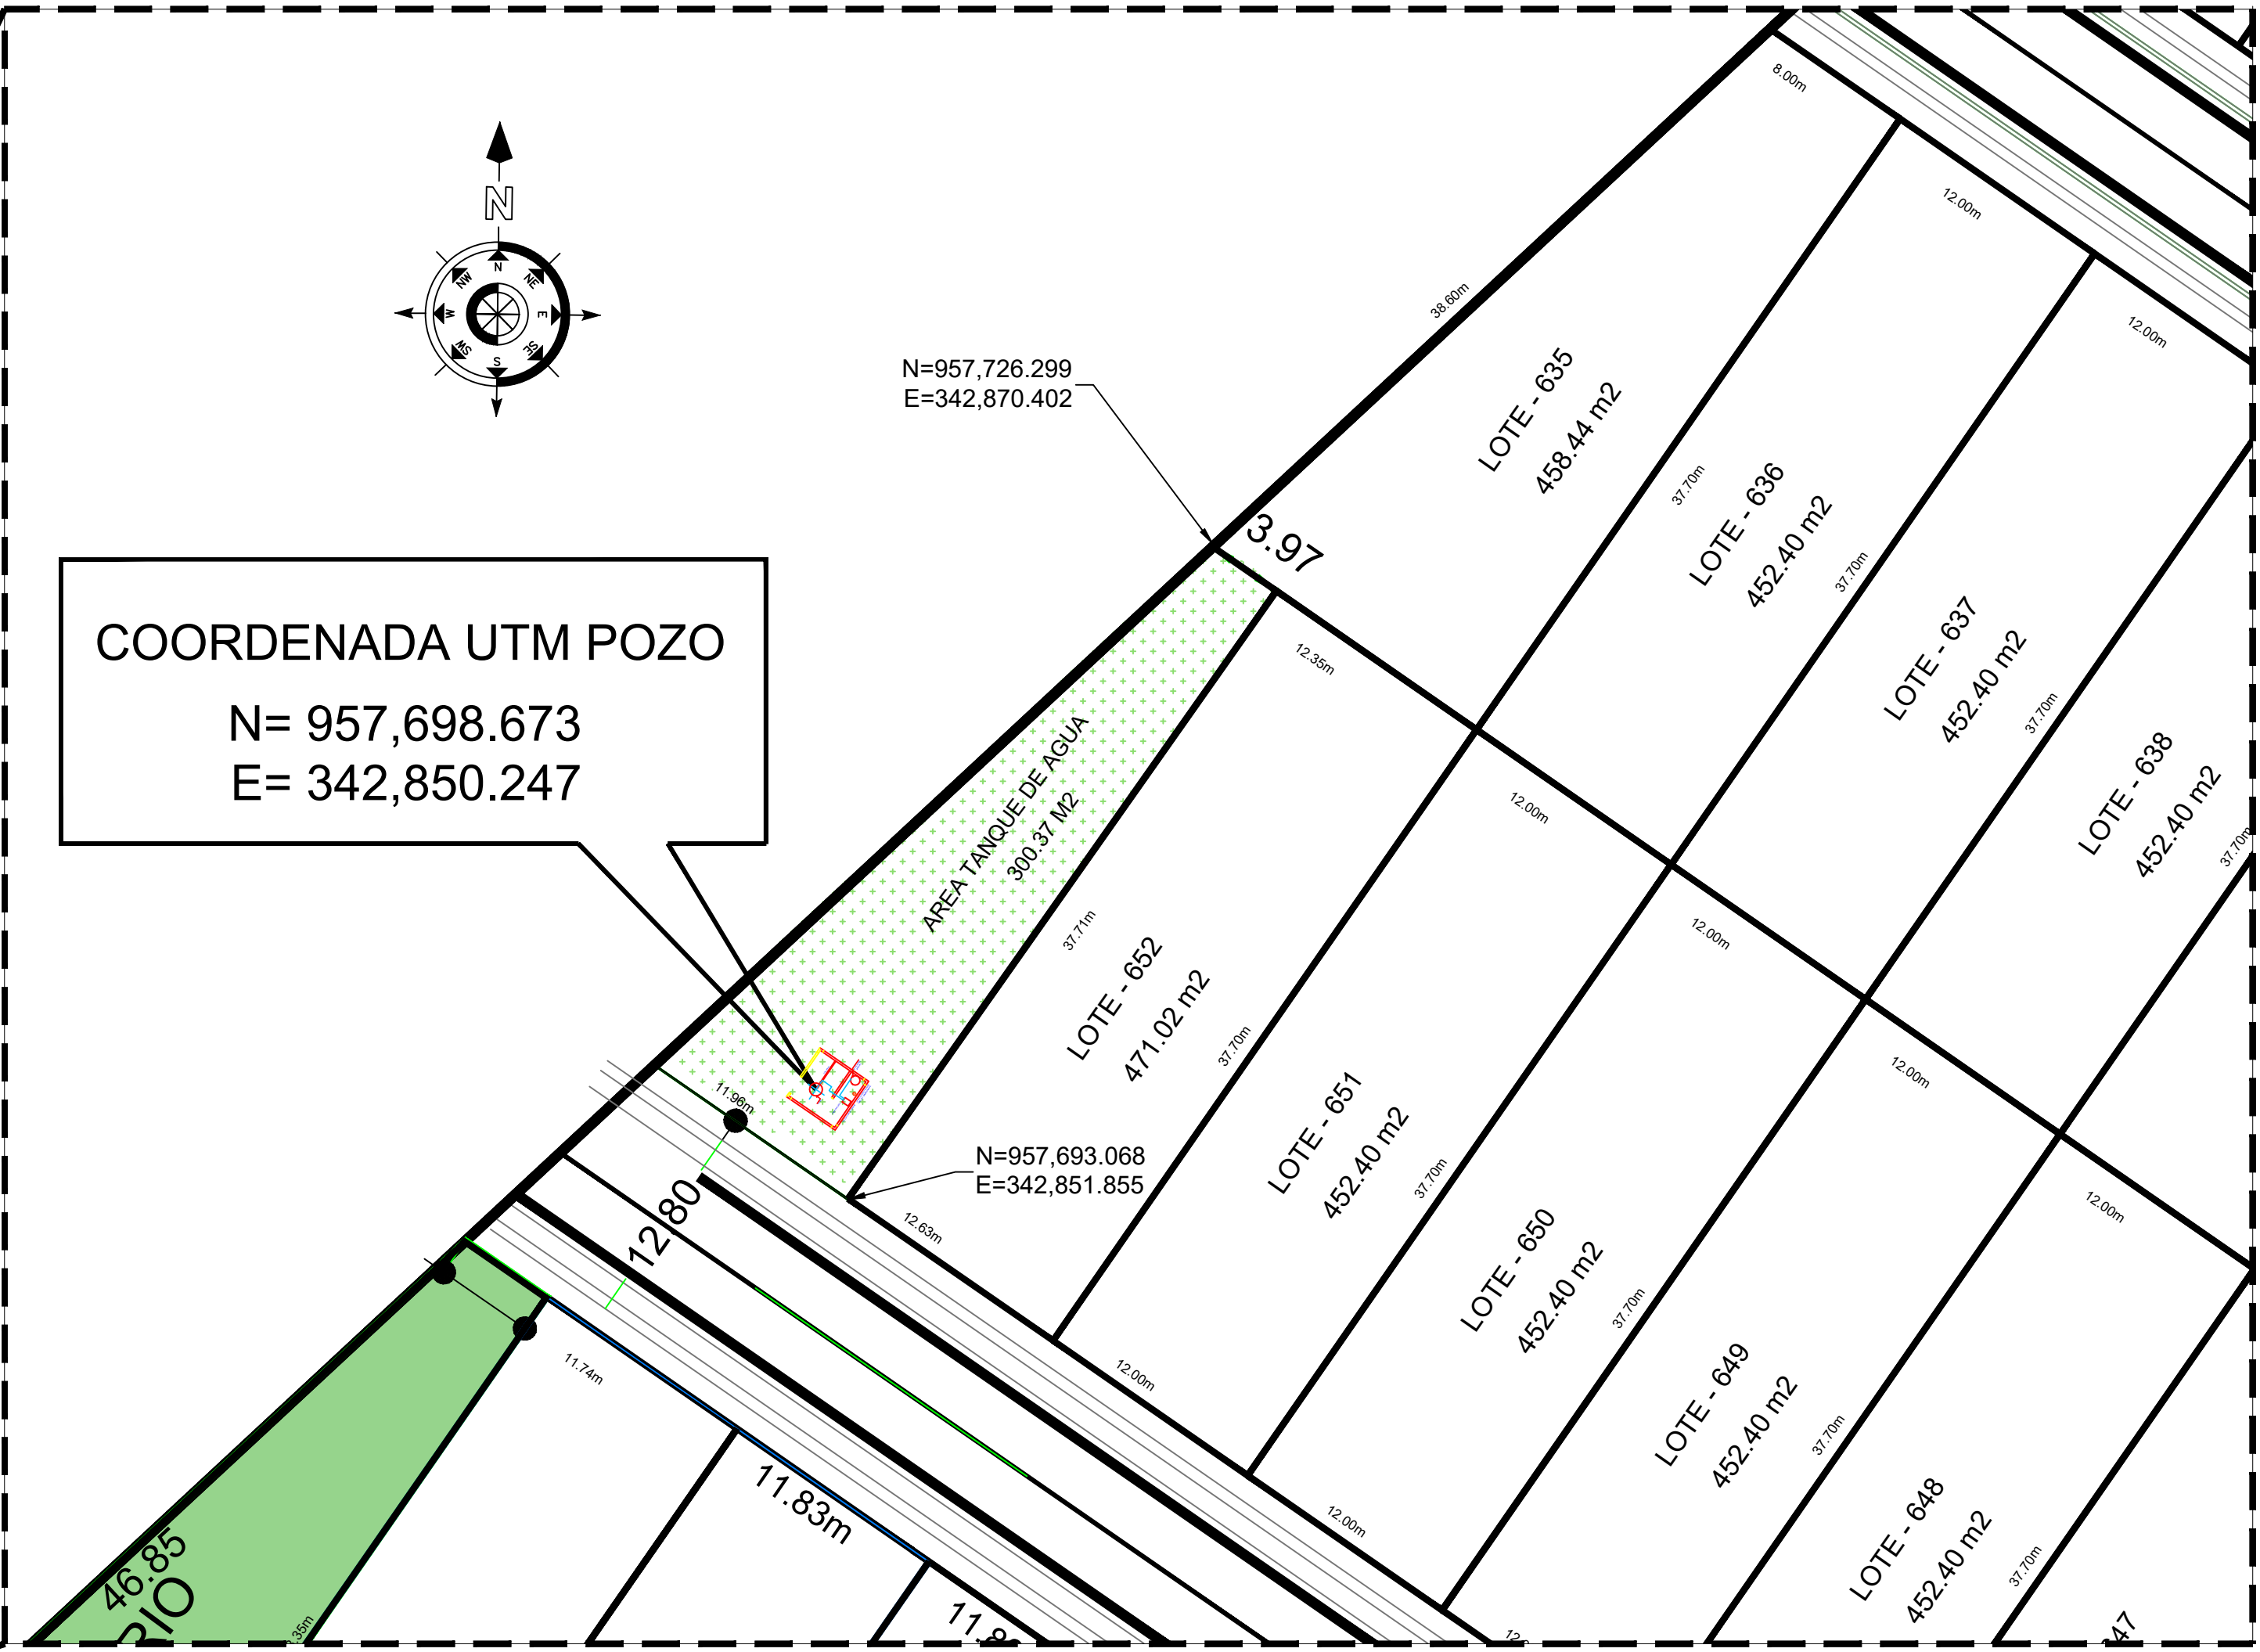 8.00m
12.00m
12.00m
N
N
NE
E
SE
S
SW
W
NW
38.60m
N=957,726.299
E=342,870.402
LOTE - 635
458.44 m2
37.70m
LOTE - 636
452.40 m2
37.70m
LOTE - 637
452.40 m2
37.70m
LOTE - 638
452.40 m2
37.70m
3.97
COORDENADA UTM POZO
N= 957,698.673
E= 342,850.247
12.35m
12.00m
12.00m
12.00m
12.00m
AREA TANQUE DE AGUA
300.37 M2
37.71m
LOTE - 652
471.02 m2
37.70m
LOTE - 651
452.40 m2
37.70m
LOTE - 650
452.40 m2
37.70m
LOTE - 649
452.40 m2
37.70m
LOTE - 648
452.40 m2
37.70m
11.96m
N=957,693.068
E=342,851.855
12.80
12.63m
12.00m
12.00m
11.74m
11.83m
46.85